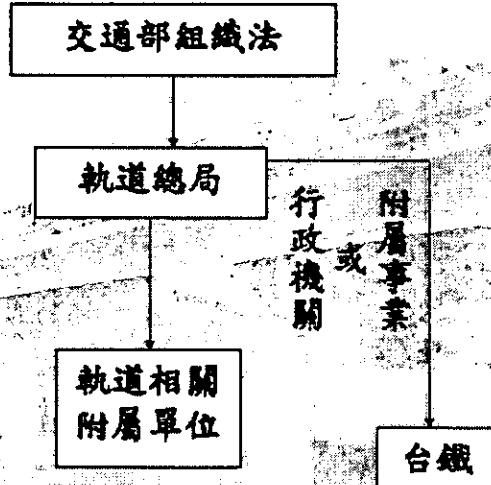 交通部組織法
軌道總局
附屬事業
或
行政機關
軌道相關
附屬單位
台鐵